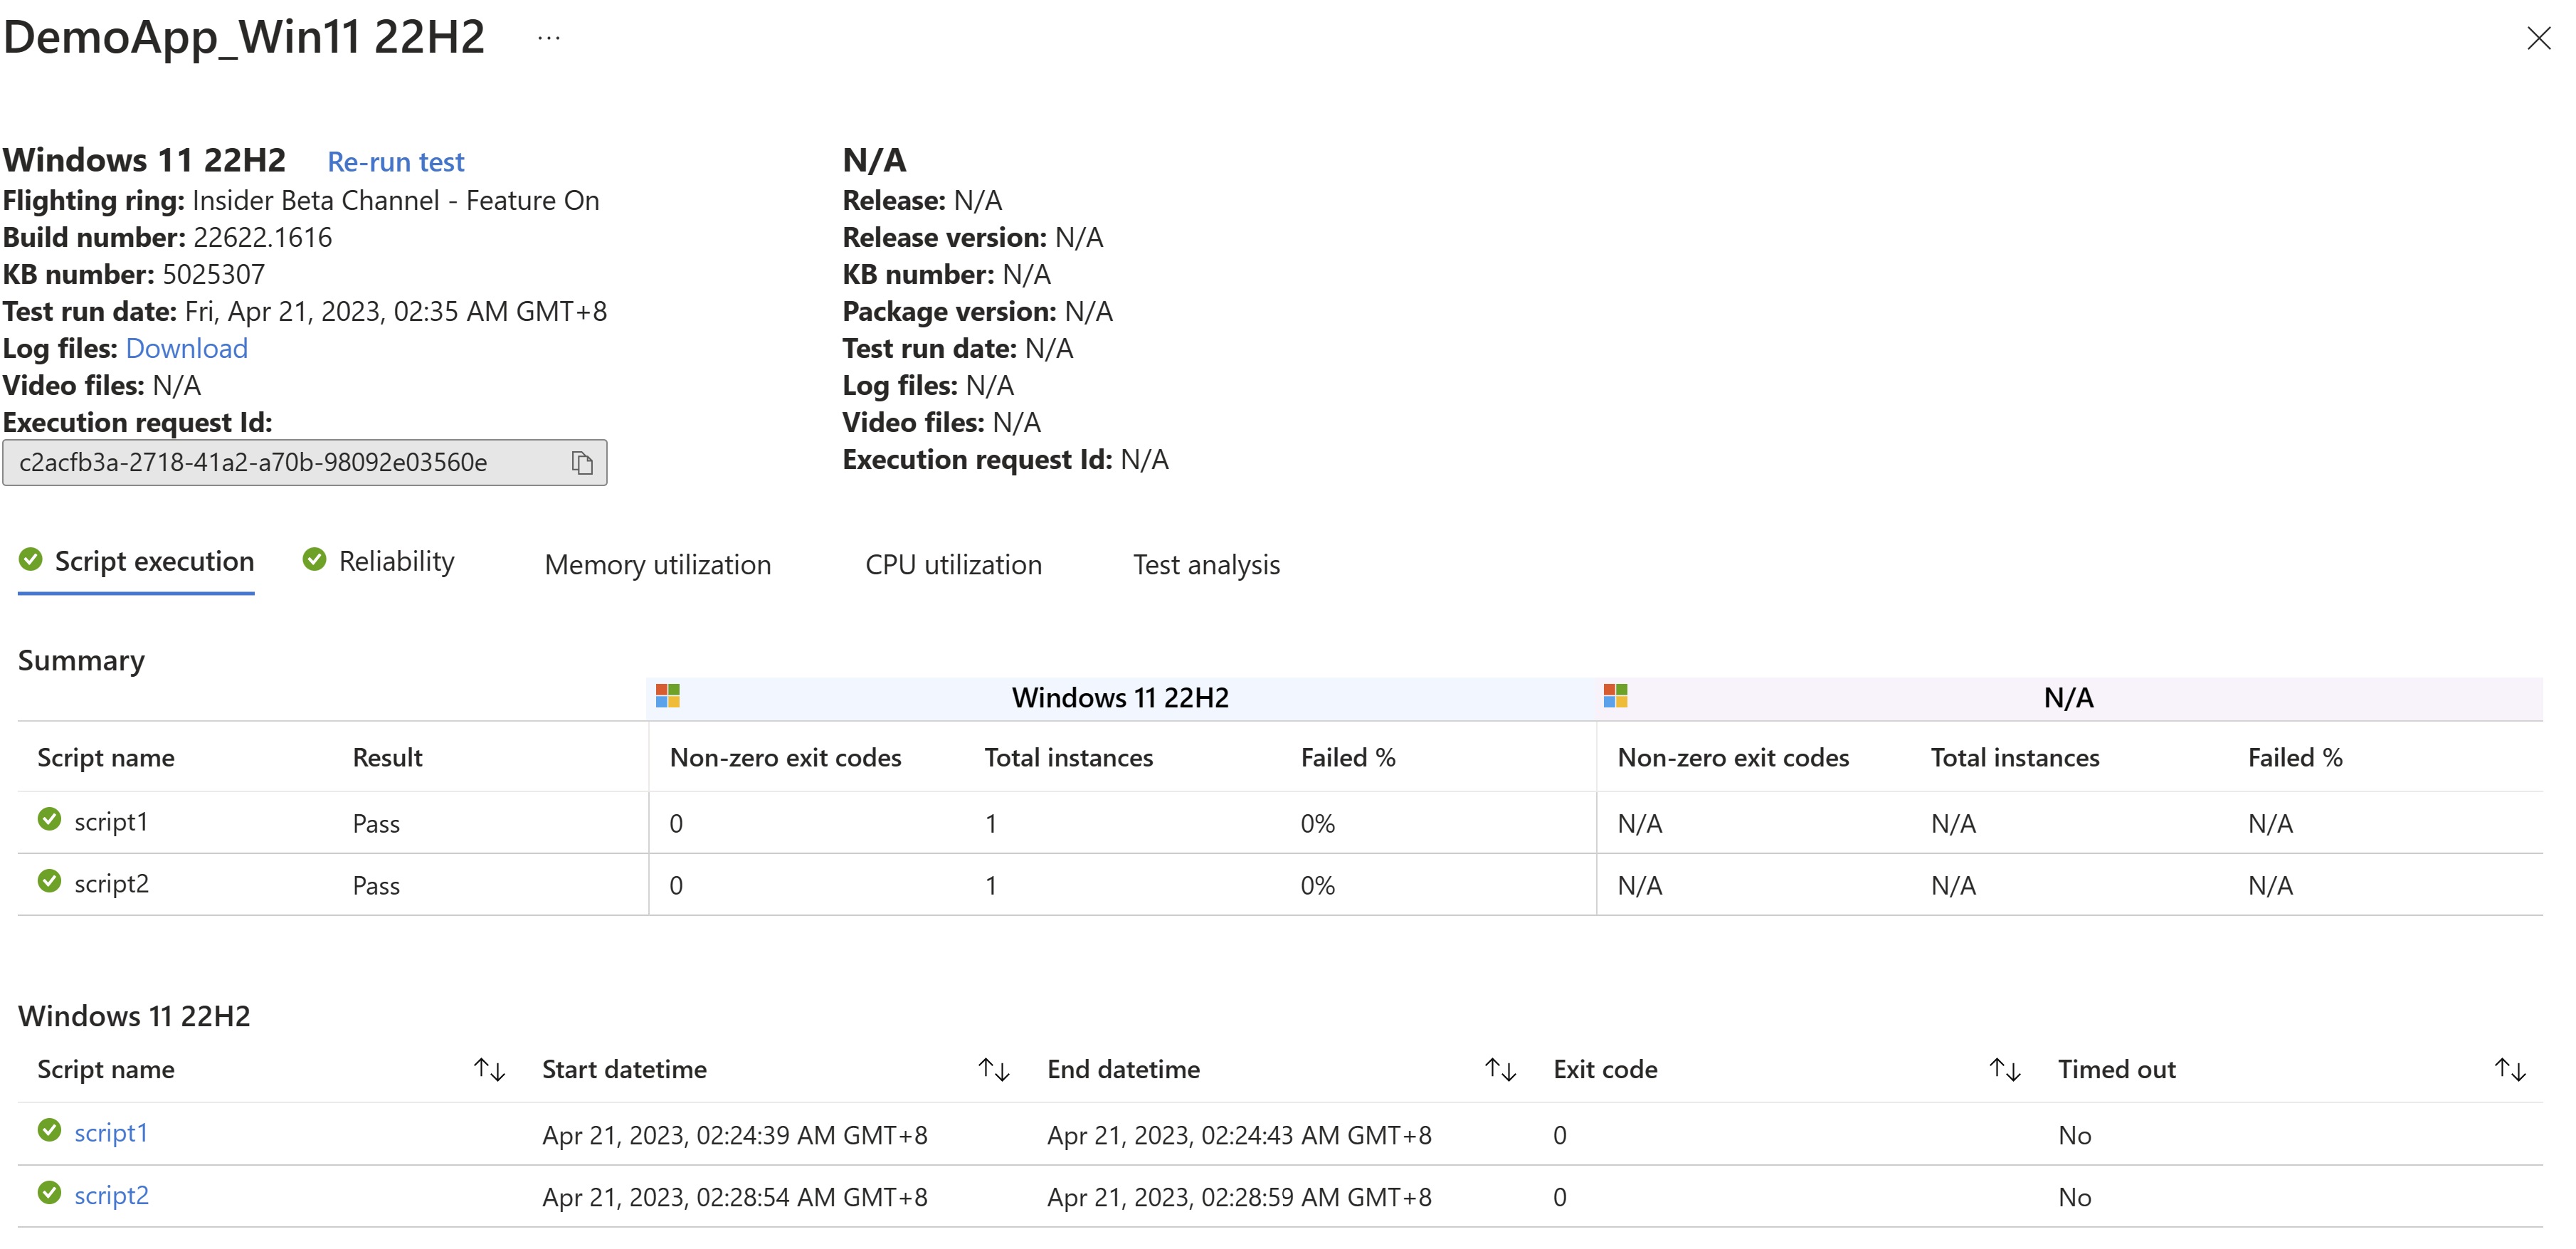 DemoApp_Win11 22H2 ...
Windows 11 22H2 Re-run test
Flighting ring: Insider Beta Channel - Feature On
Build number: 22622.1616
KB number: 5025307
Test run date: Fri, Apr 21, 2023, 02:35 AM GMT+8
Log files: Download
Video files: N/A
Execution request Id:
c2acfb3a-2718-41a2-a70b-98092e03560e
N/A
Release: N/A
Release version: N/A
KB number: N/A
Package version: N/A
Test run date: N/A
Log files: N/A
Video files: N/A
Execution request Id: N/A
Script execution Reliability Memory utilization CPU utilization Test analysis
Summary
Windows 11 22H2 N/A
Script name Result Non-zero exit codes Total instances Failed % Non-zero exit codes Total instances Failed %
script1 Pass 0 1 0% N/A N/A N/A
script2 Pass 0 1 0% N/A N/A N/A
Windows 11 22H2
Script name Start datetime End datetime Exit code Timed out
script1 Apr 21, 2023, 02:24:39 AM GMT+8 Apr 21, 2023, 02:24:43 AM GMT+8 0 No
script2 Apr 21, 2023, 02:28:54 AM GMT+8 Apr 21, 2023, 02:28:59 AM GMT+8 0 No